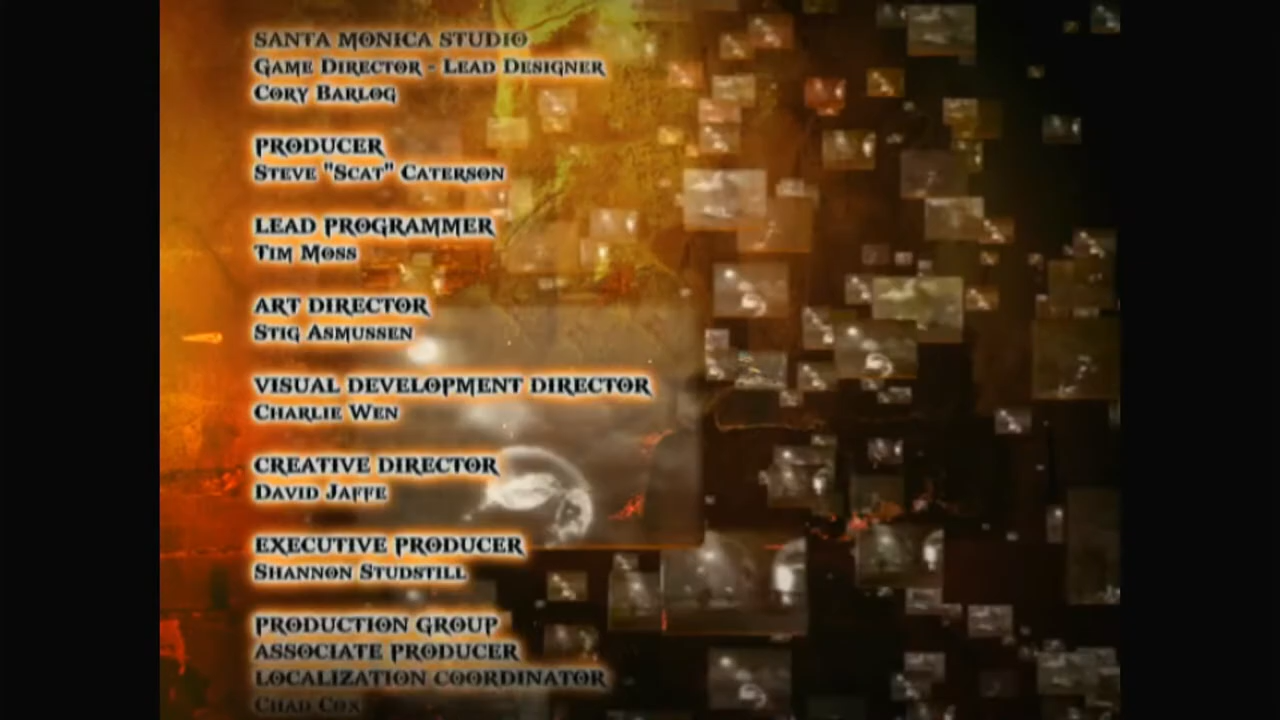 SANTA MONICA STUDIO
GAME DIRECTOR - LEAD DESIGNER
CORY BARLOG
PRODUCER
STEVE "SCAT" CATERSON
LEAD PROGRAMMER
TIM MOSS
ART DIRECTOR
STIG ASMUSSEN
VISUAL DEVELOPMENT DIRECTOR
CHARLIE WEN
CREATIVE DIRECTOR
DAVID JAFFE
EXECUTIVE PRODUCER
SHANNON STUDSTILL
PRODUCTION GROUP
ASSOCIATE PRODUCER
LOCALIZATION COORDINATOR
CHAD COX